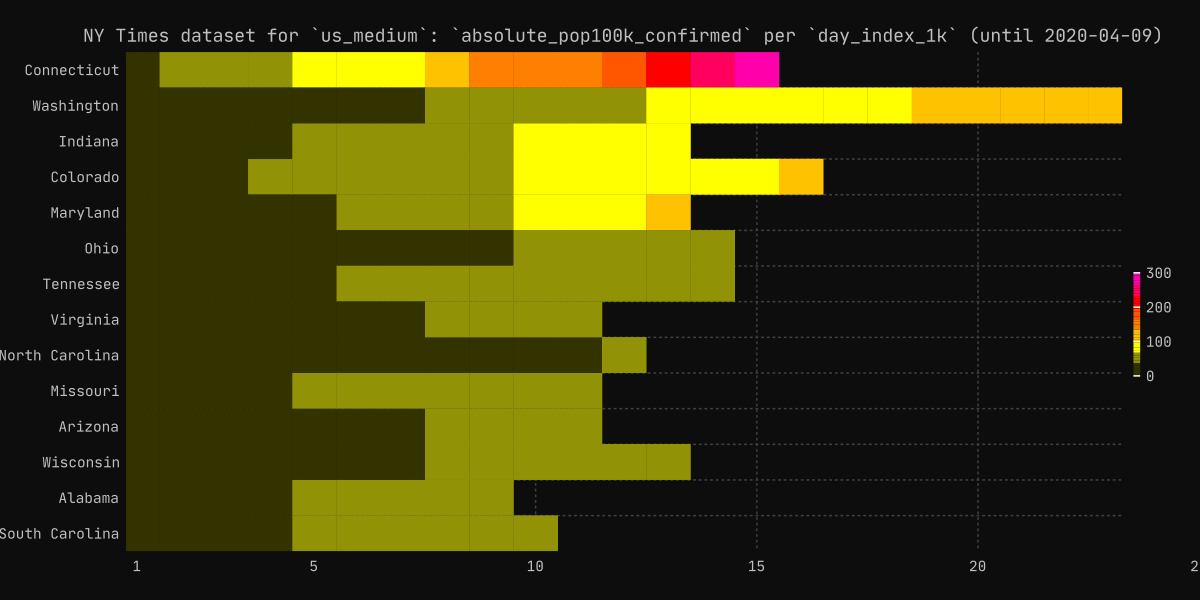 NY Times dataset for `us_medium`: `absolute_pop100k_confirmed` per `day_index_1k` (until 2020-04-09)
Connecticut
Washington
Indiana
Colorado
Maryland
Ohio
Tennessee
Virginia
North Carolina
Missouri
Arizona
Wisconsin
Alabama
South Carolina
300
200
100
0
1 5 10 15 20 2